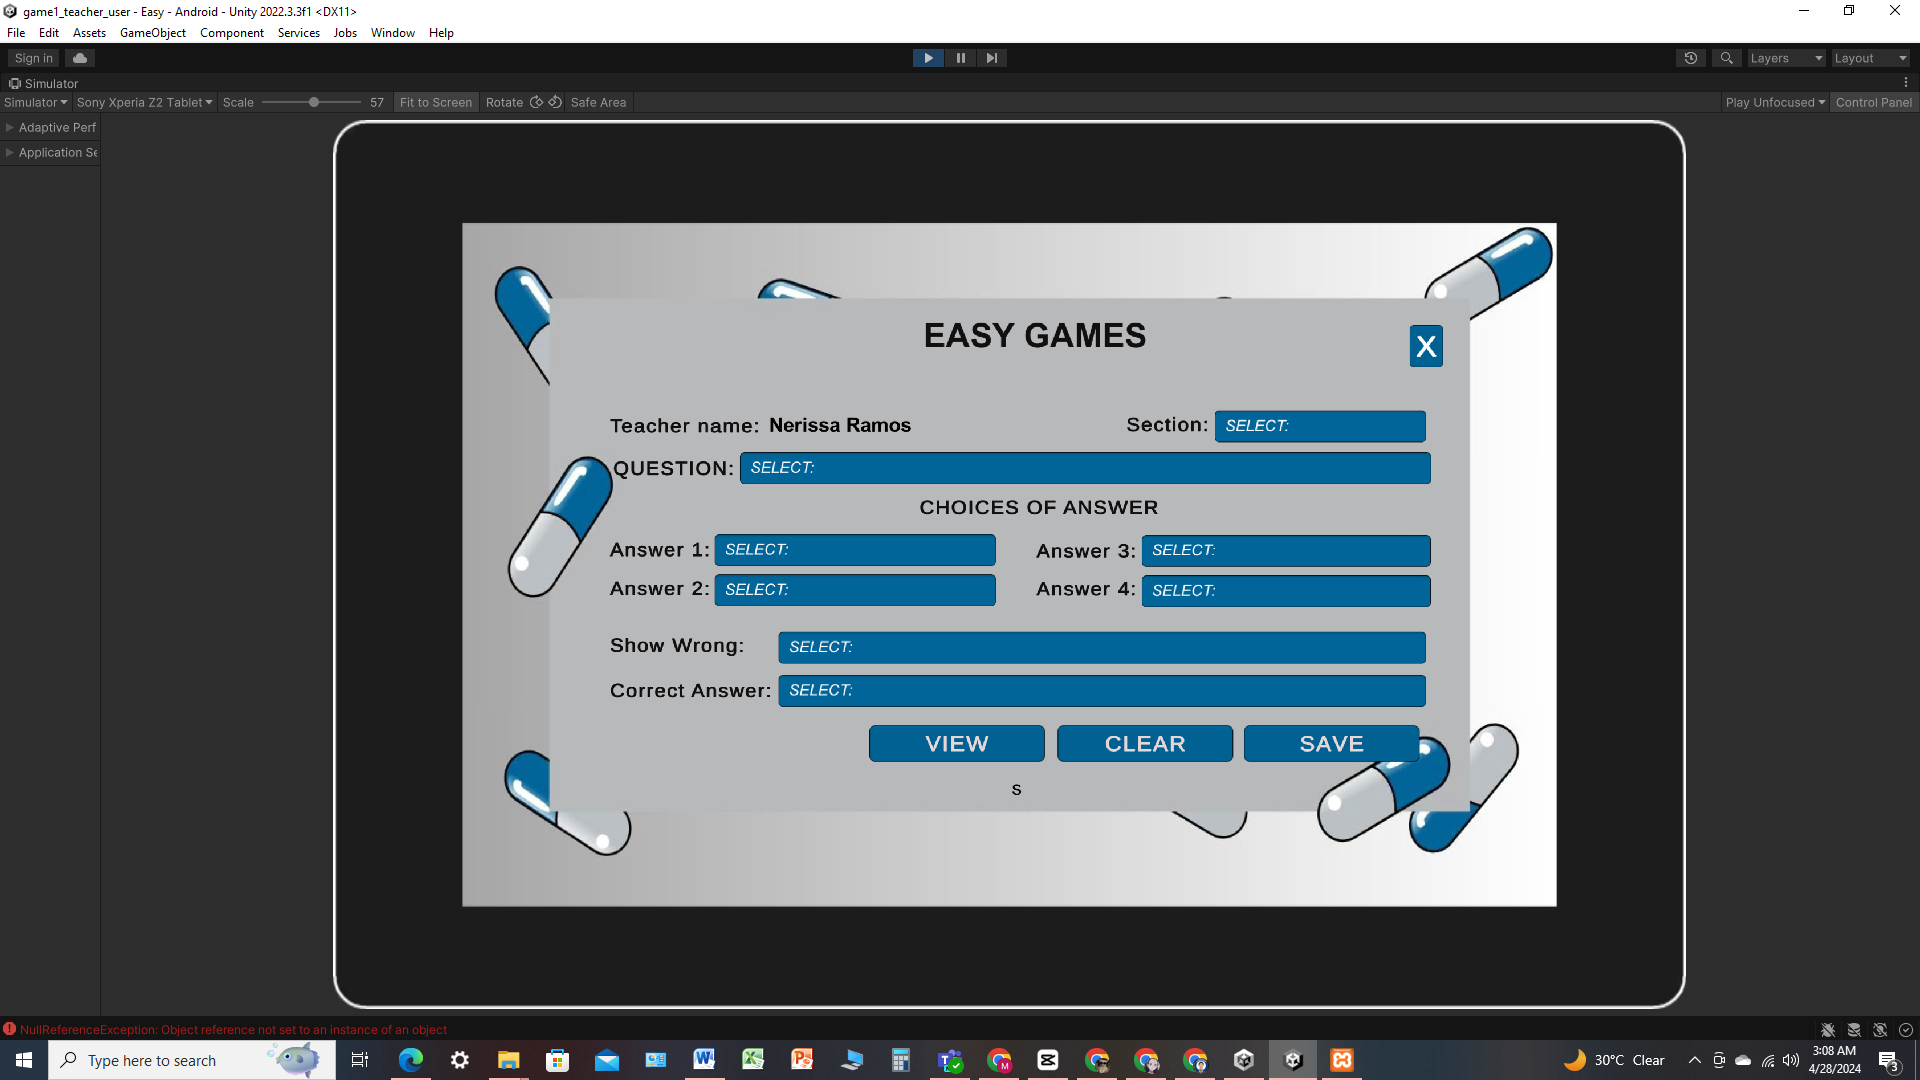 game1_teacher_user - Easy - Android - Unity 2022.3.3f1 <DX11>
File Edit Assets GameObject Component Services Jobs Window Help
Sign in Layers Layout
Simulator
Simulator Sony Xperia Z2 Tablet Scale 57 Fit to Screen Rotate Safe Area Play Unfocused Control Panel
Adaptive Perf
Application Se
EASY GAMES
X
Teacher name: Nerissa Ramos Section: SELECT:
QUESTION: SELECT:
CHOICES OF ANSWER
Answer 1: SELECT: Answer 3: SELECT:
Answer 2: SELECT: Answer 4: SELECT:
Show Wrong: SELECT:
Correct Answer: SELECT:
VIEW CLEAR SAVE
s
NullReferenceException: Object reference not set to an instance of an object
Type here to search 30°C Clear 3:08 AM
4/28/2024 3